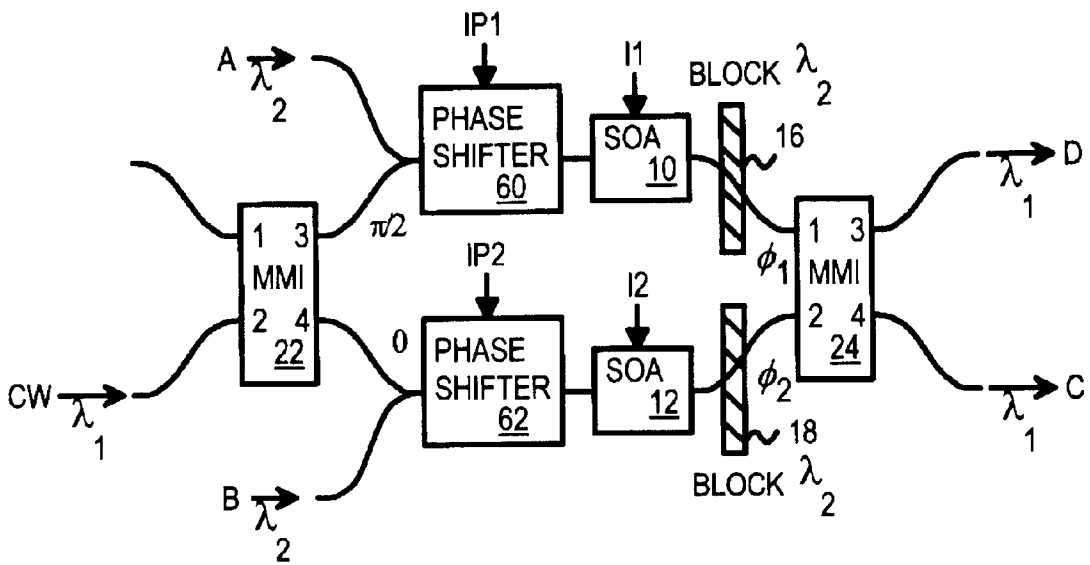 IP1
I1
A λ2
BLOCK λ2
PHASE SHIFTER 60
SOA 10
16
D
λ1
1 3
MMI
2 4
22
π/2
IP2
I2
ϕ1
1 3
MMI
2 4
24
0
PHASE SHIFTER 62
SOA 12
ϕ2
CW
λ1
C
λ1
18
B λ2
BLOCK λ2